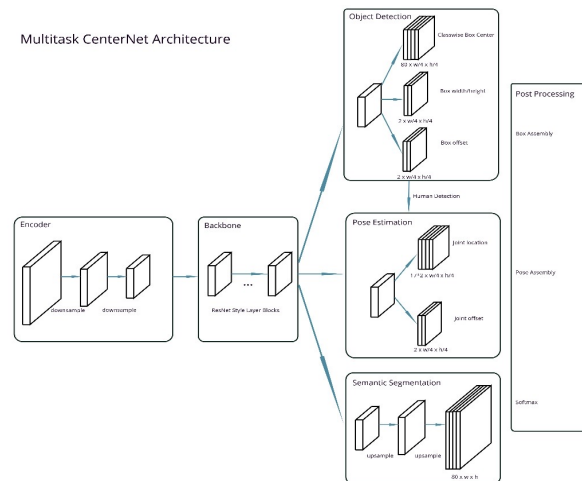 Multitask CenterNet Architecture
Object Detection
Classwise Box Center
80 x w/4 x h/4
Box width/height
2 x w/4 x h/4
Box offset
2 x w/4 x h/4
Human Detection
Encoder
downsample
downsample
Backbone
...
ResNet Style Layer Blocks
Pose Estimation
Joint location
17*2 x w/4 x h/4
Joint offset
2 x w/4 x h/4
Semantic Segmentation
upsample
upsample
80 x w x h
Post Processing
Box Assembly
Pose Assembly
Softmax